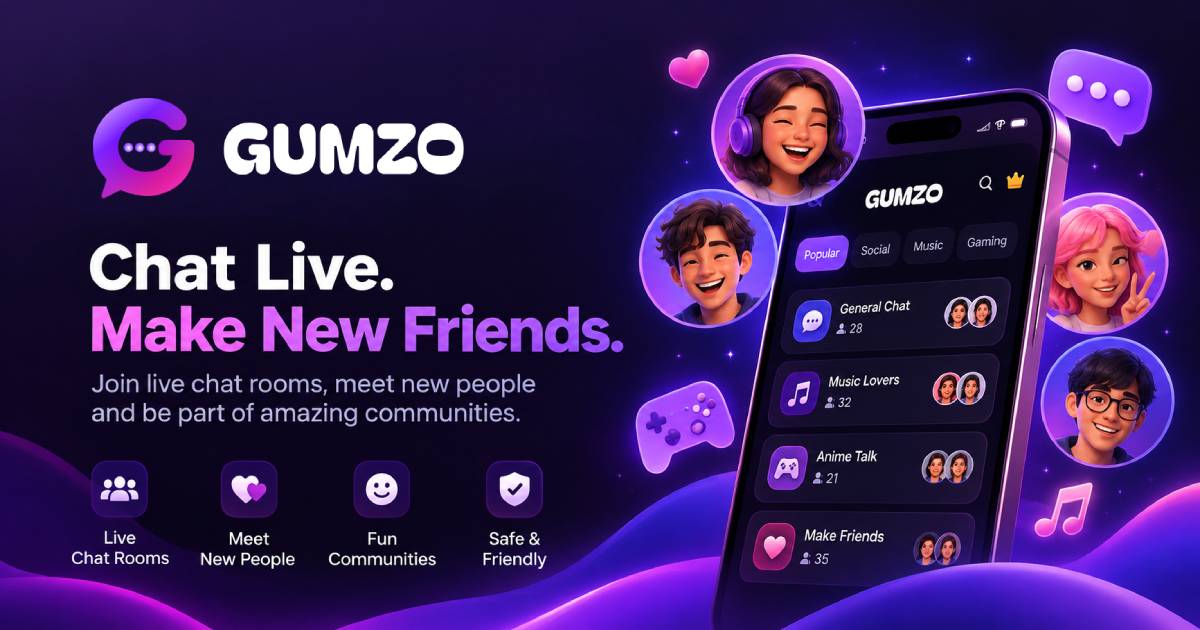 GUMZO
Chat Live.
Make New Friends.
Join live chat rooms, meet new people
and be part of amazing communities.
Live
Chat Rooms
Meet
New People
Fun
Communities
Safe &
Friendly
GUMZO
Popular
Social
Music
Gaming
General Chat
28
Music Lovers
32
Anime Talk
21
Make Friends
35